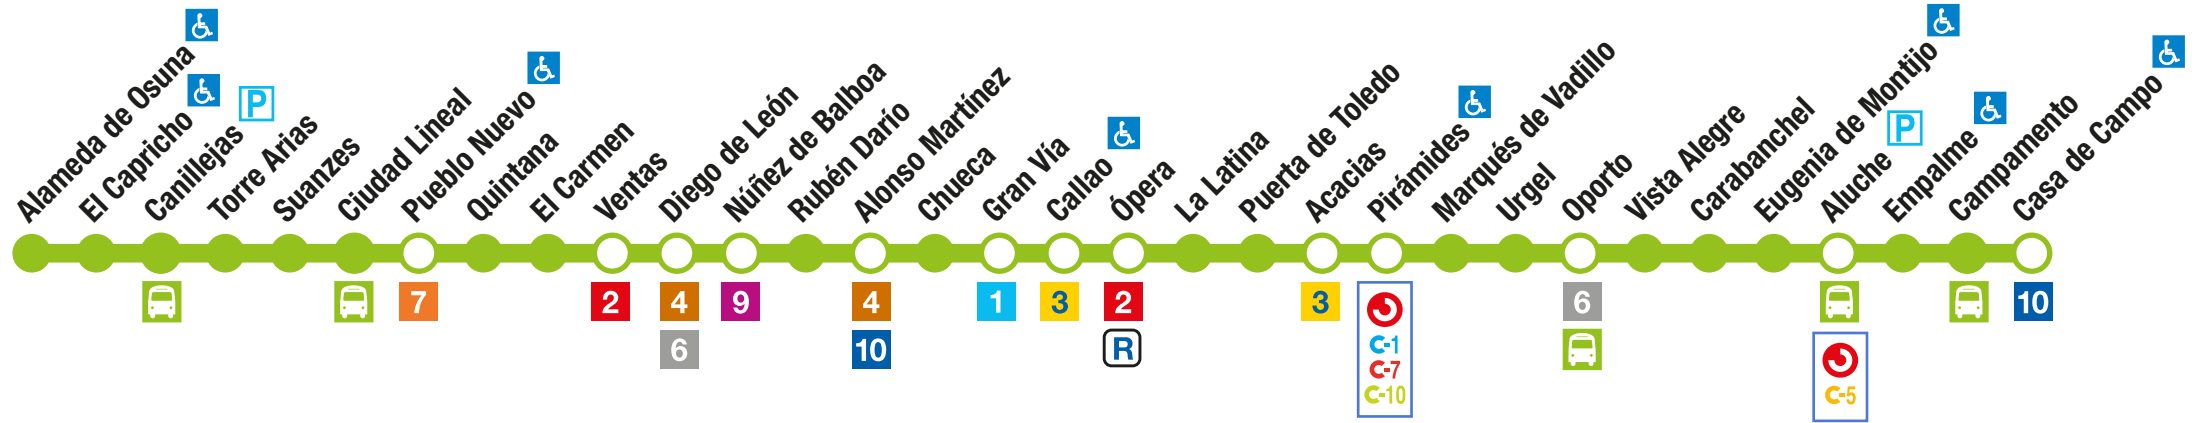 Alameda de Osuna
El Capricho
Canillejas
P
Torre Arias
Suanzes
Ciudad Lineal
Pueblo Nuevo
Quintana
El Carmen
Ventas
Diego de León
Núñez de Balboa
Rubén Darío
Alonso Martínez
Chueca
Gran Vía
Callao
Ópera
La Latina
Puerta de Toledo
Acacias
Pirámides
Marqués de Vadillo
Urgel
Oporto
Vista Alegre
Carabanchel
Eugenia de Montijo
Aluche
P
Empalme
Campamento
Casa de Campo
7
2
4
6
9
4
10
1
3
2
R
3
C-1
C-7
C-10
6
C-5
10